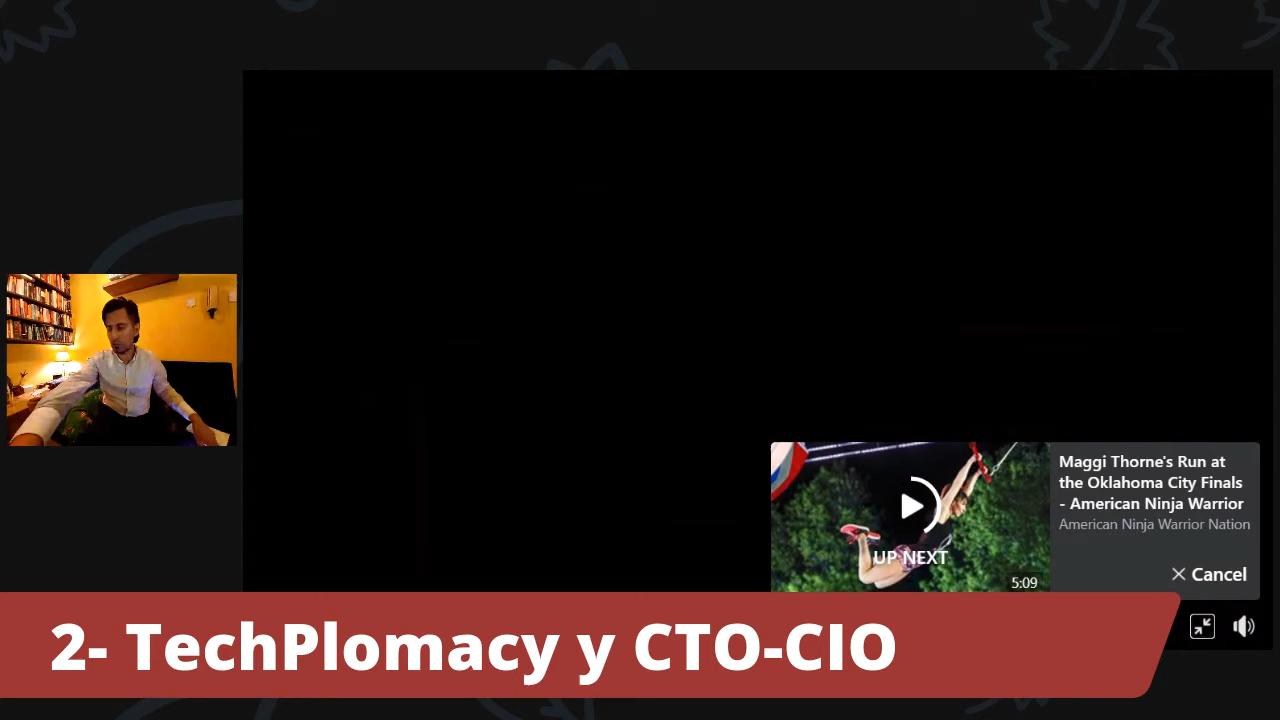 Maggi Thorne's Run at
the Oklahoma City Finals
- American Ninja Warrior
American Ninja Warrior Nation
UP NEXT
5:09
Cancel
2- TechPlomacy y CTO-CIO